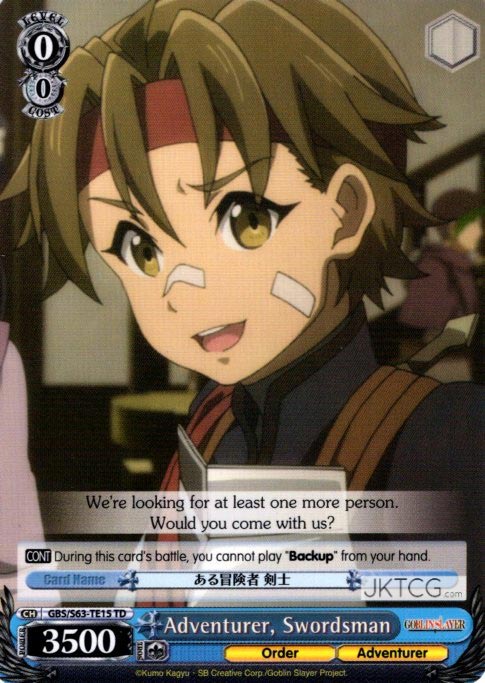 LEVEL
0
0
COST
We're looking for at least one more person.
Would you come with us?
CONT During this card's battle, you cannot play "Backup" from your hand.
Card Name
ある冒険者 剣士
JKTCG.com
CH GBS/S63-TE15 TD
Adventurer, Swordsman
GOBLIN SLAYER
POWER
3500
SOUL
Order
Adventurer
©Kumo Kagyu・SB Creative Corp./Goblin Slayer Project.